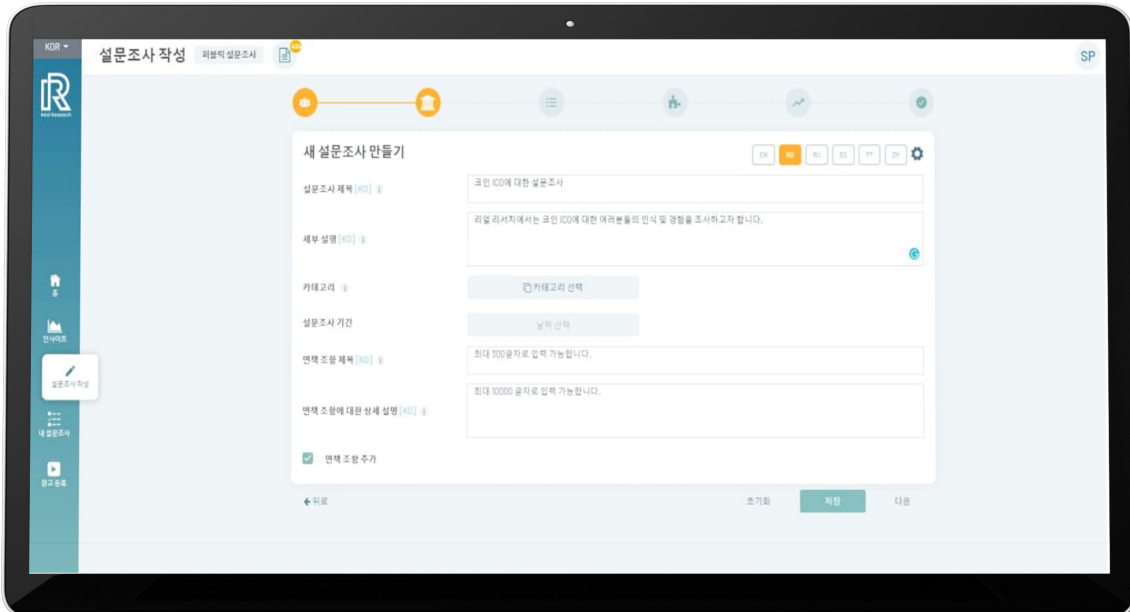 KOR
설문조사 작성
퍼블릭 설문조사
SP
R
Real Research
새 설문조사 만들기
EN KO RU ES PT ZH
설문조사 제목 [KO]
코인 ICO에 대한 설문조사
세부 설명 [KO]
리얼 리서치에서는 코인 ICO에 대한 여러분들의 인식 및 경험을 조사하고자 합니다.
G
카테고리
카테고리 선택
설문조사 기간
날짜 선택
면책 조항 제목 [KO]
최대 300글자로 입력 가능합니다.
면책 조항에 대한 상세 설명 [KO]
최대 10000 글자로 입력 가능합니다.
면책 조항 추가
뒤로
초기화
저장
다음
홈
인사이트
설문조사 작성
내 설문조사
광고 등록